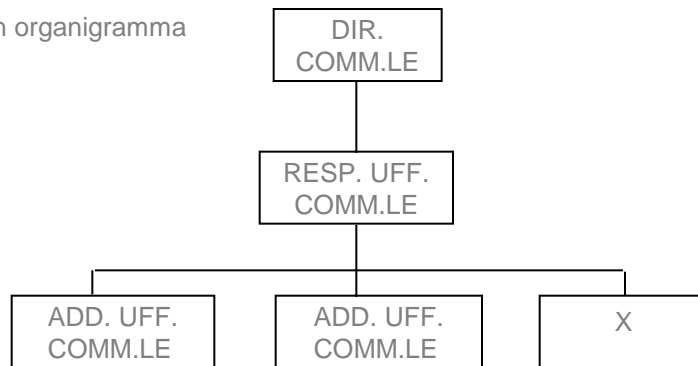 organigramma
DIR.
COMM.LE
RESP. UFF.
COMM.LE
ADD. UFF.
COMM.LE
ADD. UFF.
COMM.LE
X